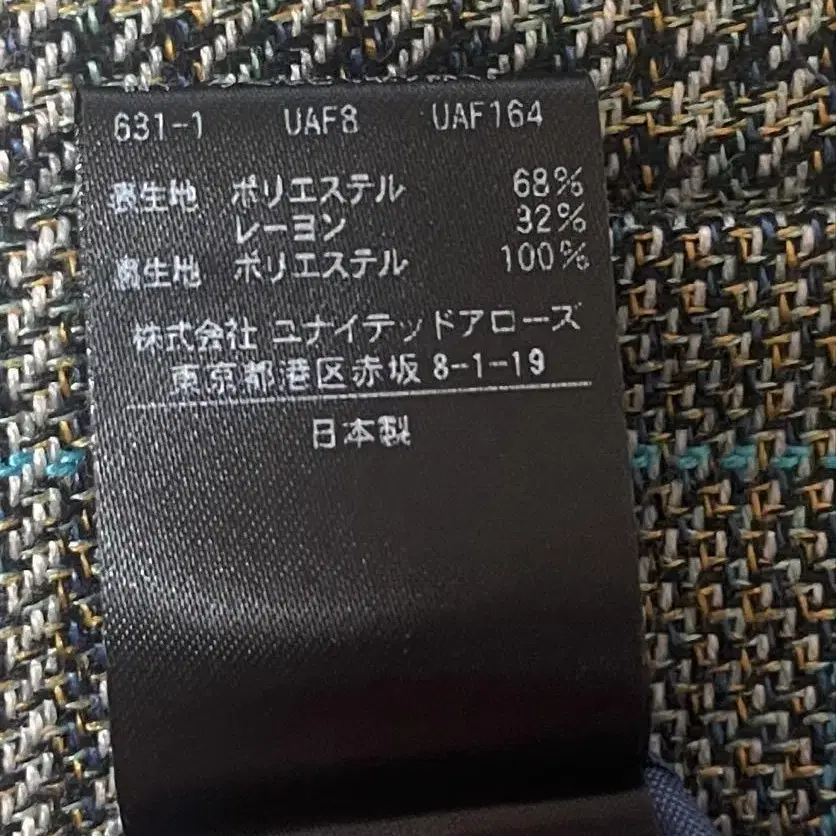 631-1 UAF8 UAF164
表生地 ポリエステル 68%
レーヨン 32%
裏生地 ポリエステル 100%
株式会社 ユナイテッドアローズ
東京都港区赤坂 8-1-19
日本製